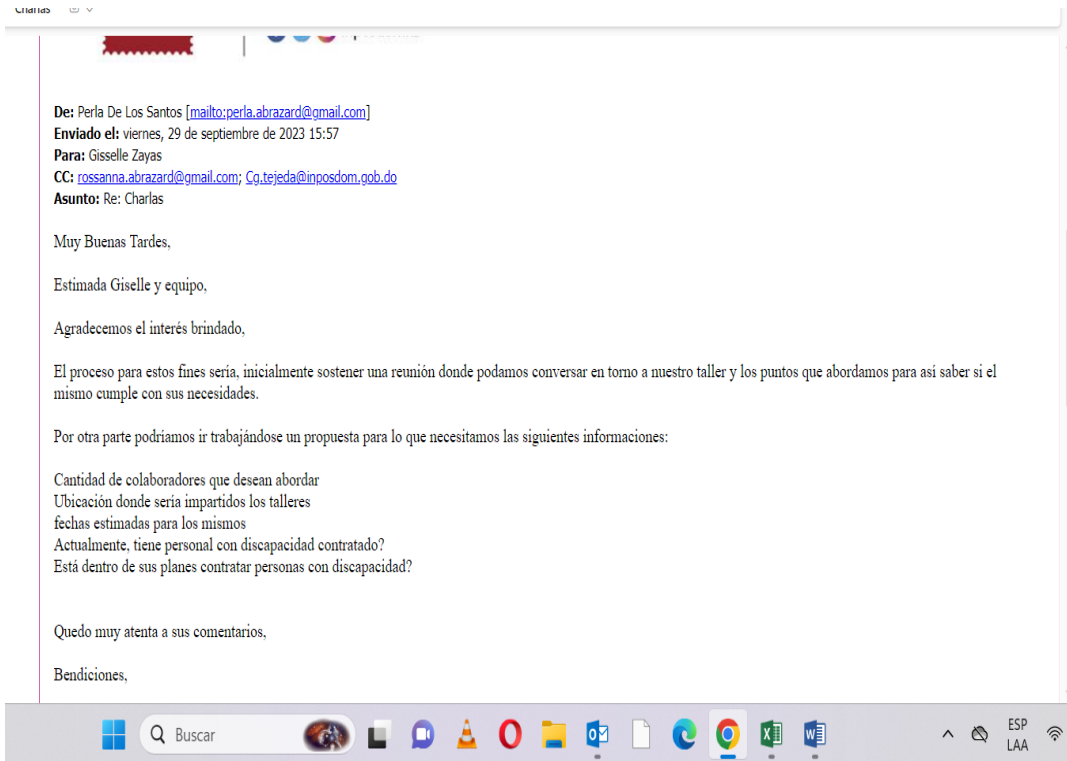 Charlas
De: Perla De Los Santos [mailto:perla.abrazard@gmail.com]
Enviado el: viernes, 29 de septiembre de 2023 15:57
Para: Gisselle Zayas
CC: rossanna.abrazard@gmail.com; Cg.tejeda@inposdom.gob.do
Asunto: Re: Charlas
Muy Buenas Tardes,
Estimada Giselle y equipo,
Agradecemos el interés brindado,
El proceso para estos fines seria, inicialmente sostener una reunión donde podamos conversar en torno a nuestro taller y los puntos que abordamos para así saber si el
mismo cumple con sus necesidades.
Por otra parte podríamos ir trabajándose un propuesta para lo que necesitamos las siguientes informaciones:
Cantidad de colaboradores que desean abordar
Ubicación donde sería impartidos los talleres
fechas estimadas para los mismos
Actualmente, tiene personal con discapacidad contratado?
Está dentro de sus planes contratar personas con discapacidad?
Quedo muy atenta a sus comentarios,
Bendiciones,
Buscar
ESP
LAA